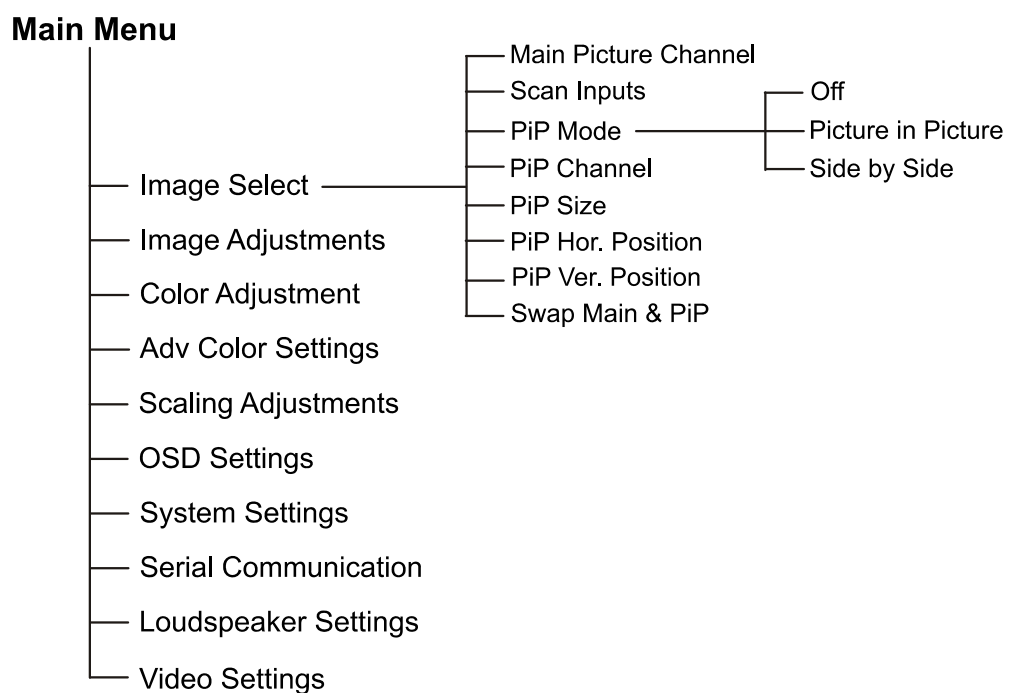 Main Menu
Image Select
Image Adjustments
Color Adjustment
Adv Color Settings
Scaling Adjustments
OSD Settings
System Settings
Serial Communication
Loudspeaker Settings
Video Settings
Main Picture Channel
Scan Inputs
PiP Mode
PiP Channel
PiP Size
PiP Hor. Position
PiP Ver. Position
Swap Main & PiP
Off
Picture in Picture
Side by Side